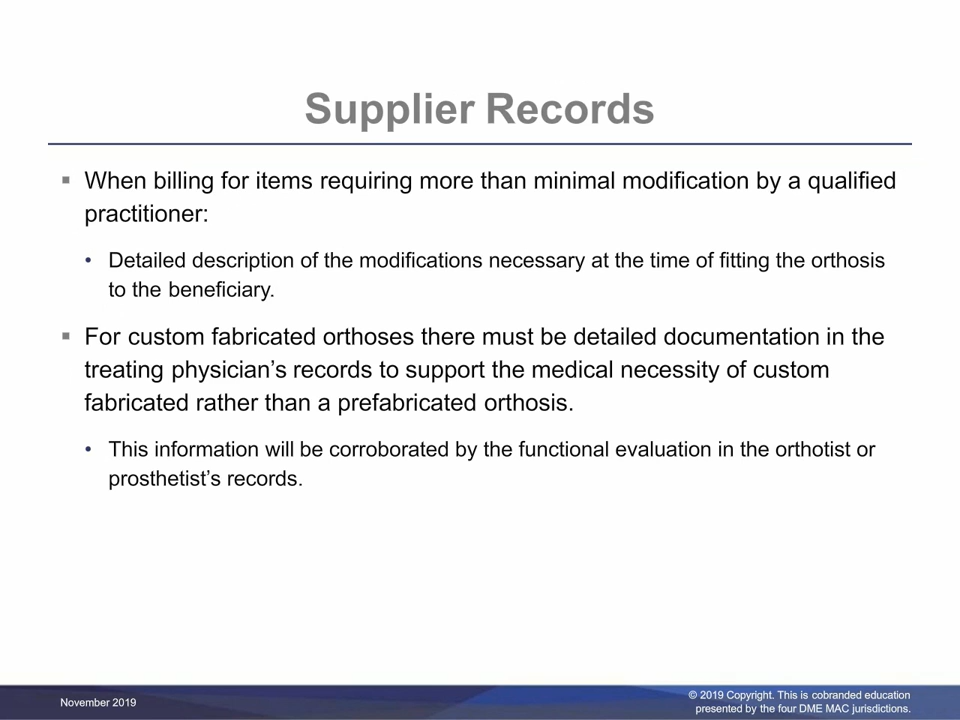 Supplier Records
▪ When billing for items requiring more than minimal modification by a qualified
practitioner:
• Detailed description of the modifications necessary at the time of fitting the orthosis
to the beneficiary.
▪ For custom fabricated orthoses there must be detailed documentation in the
treating physician’s records to support the medical necessity of custom
fabricated rather than a prefabricated orthosis.
• This information will be corroborated by the functional evaluation in the orthotist or
prosthetist’s records.
November 2019
© 2019 Copyright. This is cobranded education
presented by the four DME MAC jurisdictions.